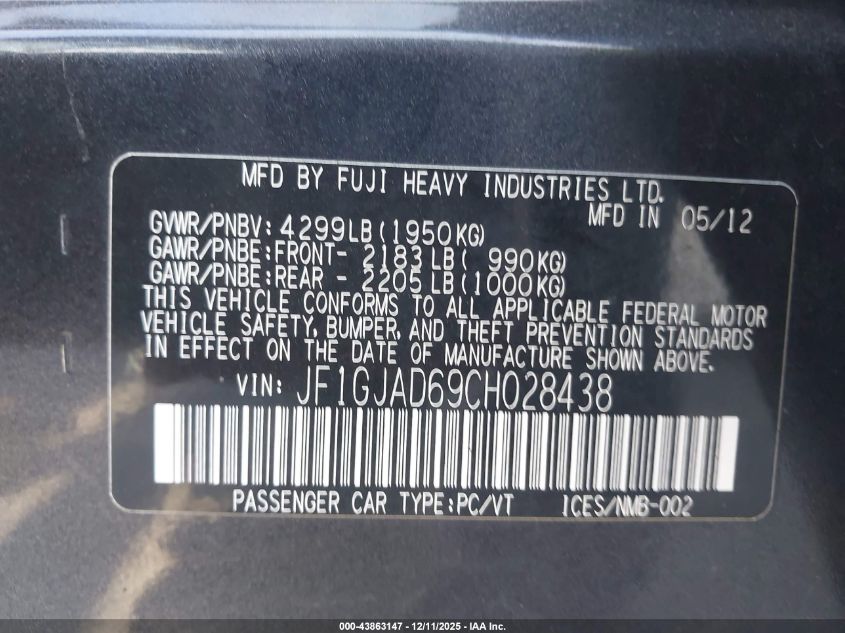 MFD BY FUJI HEAVY INDUSTRIES LTD.
MFD IN 05/12
GVWR/PNBV: 4299LB(1950KG)
GAWR/PNBE:FRONT- 2183LB( 990KG)
GAWR/PNBE:REAR - 2205LB(1000KG)
THIS VEHICLE CONFORMS TO ALL APPLICABLE FEDERAL MOTOR
VEHICLE SAFETY, BUMPER, AND THEFT PREVENTION STANDARDS
IN EFFECT ON THE DATE OF MANUFACTURE SHOWN ABOVE.
VIN: JF1GJAD69CH028438
PASSENGER CAR TYPE:PC/VT ICES/NMB-002
000-43863147 - 12/11/2025 - IAA Inc.